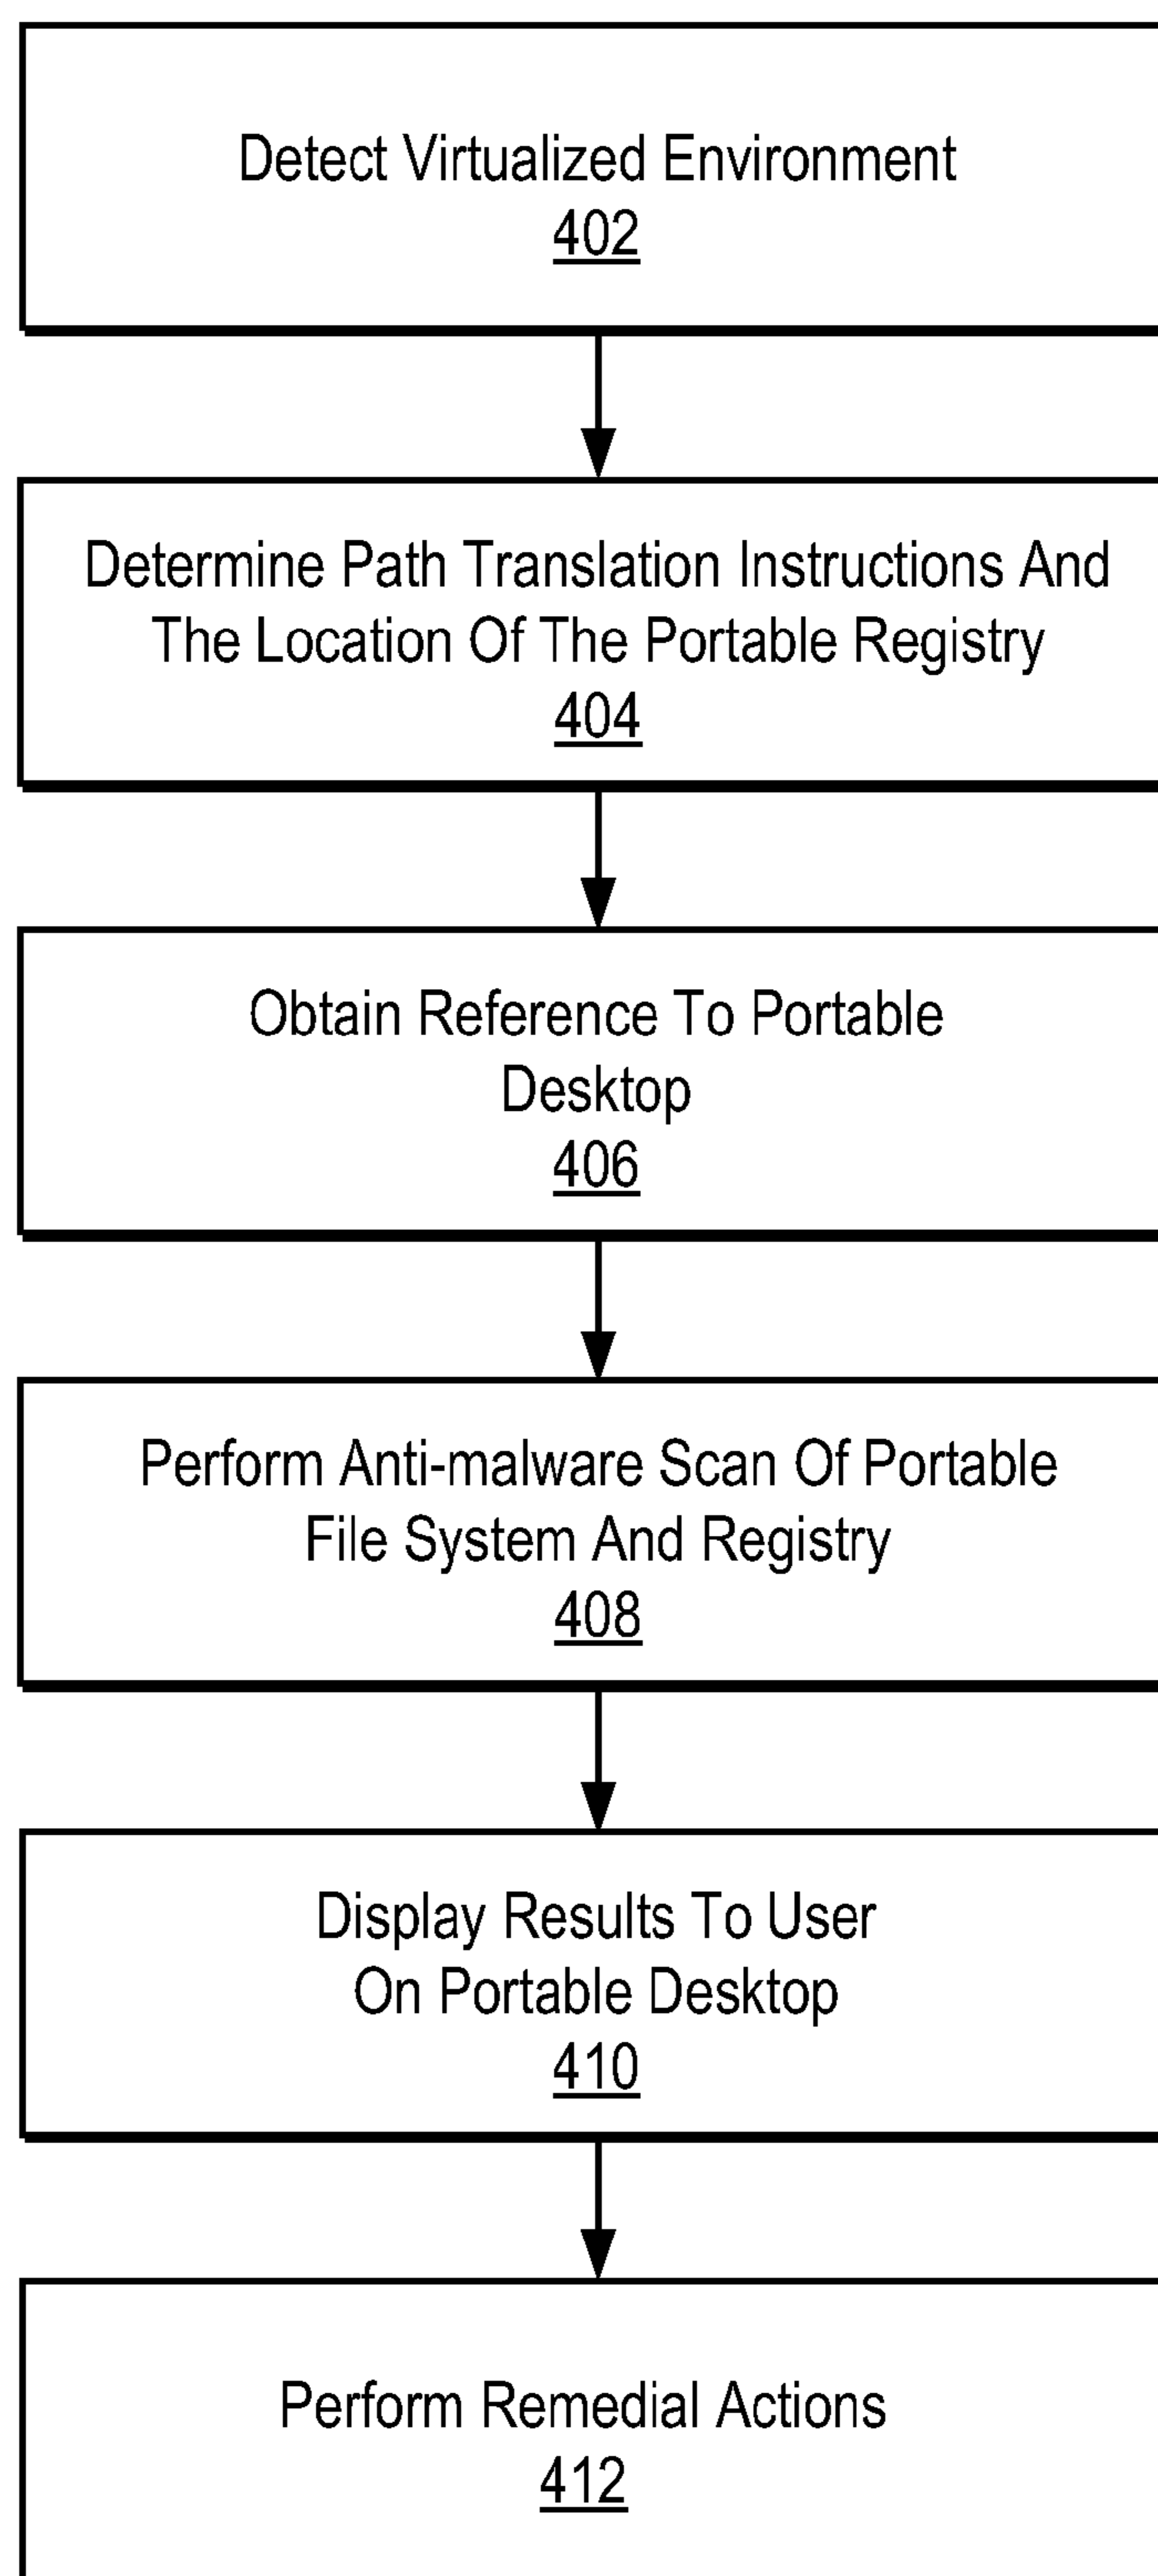 Detect Virtualized Environment
402
Determine Path Translation Instructions And
The Location Of The Portable Registry
404
Obtain Reference To Portable
Desktop
406
Perform Anti-malware Scan Of Portable
File System And Registry
408
Display Results To User
On Portable Desktop
410
Perform Remedial Actions
412